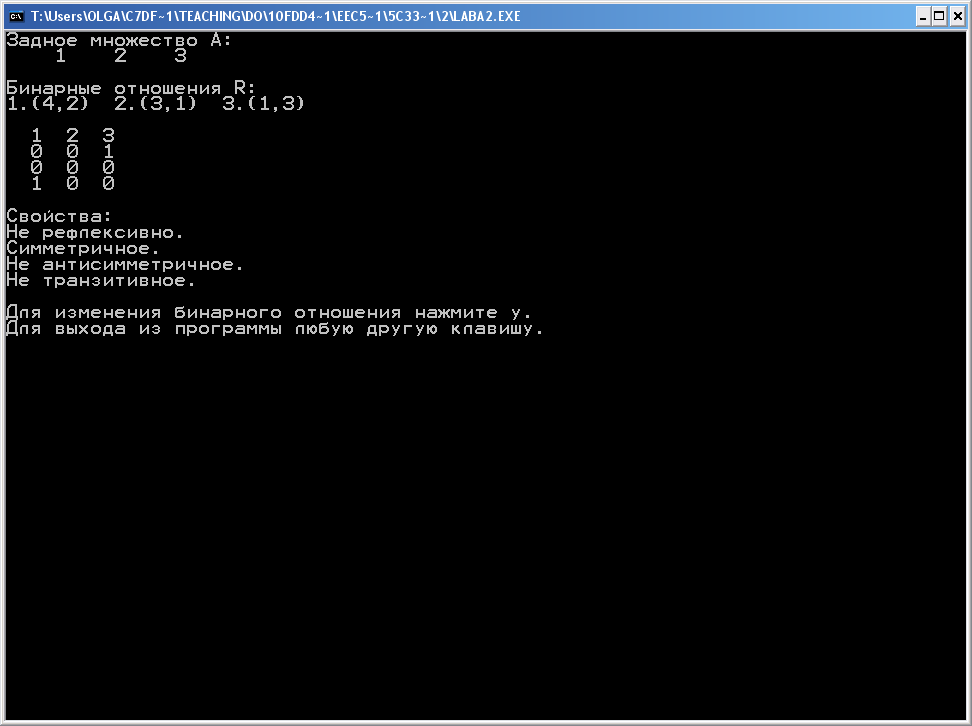 T:\Users\OLGA\C7DF~1\TEACHING\DO\10FDD4~1\EEC5~1\5C33~1\2\LABA2.EXE
Задное множество А:
1 2 3
Бинарные отношения R:
1.(4,2) 2.(3,1) 3.(1,3)
1 2 3
0 0 1
0 0 0
1 0 0
Свойства:
Не рефлексивно.
Симметричное.
Не антисимметричное.
Не транзитивное.
Для изменения бинарного отношения нажмите y.
Для выхода из программы любую другую клавишу.